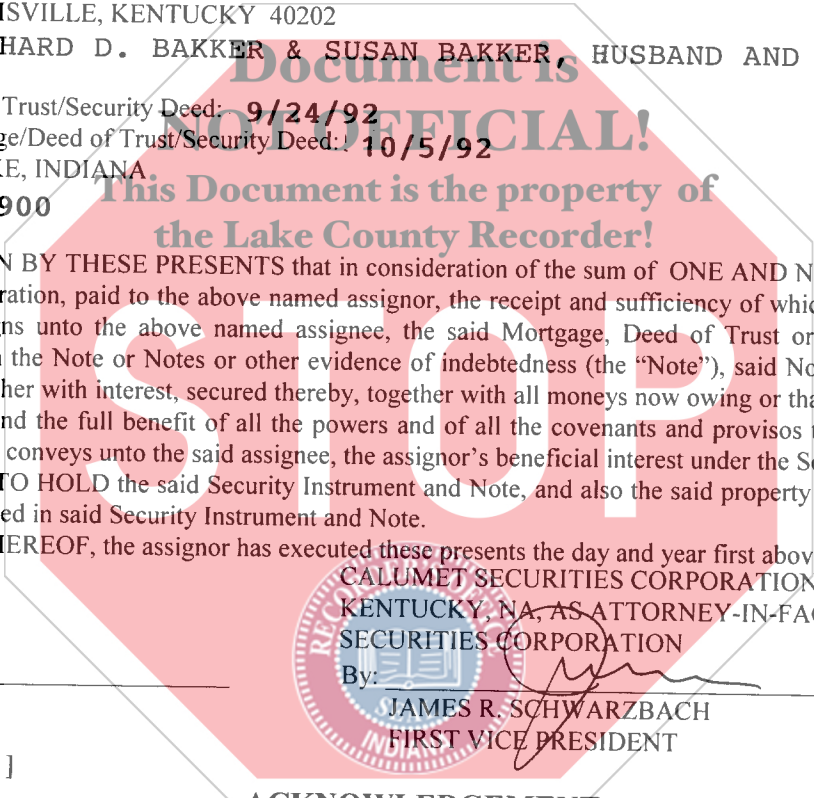 ISVILLE, KENTUCKY 40202
HARD D. BAKKER & SUSAN BAKKER, HUSBAND AND
Document is
Trust/Security Deed: 9/24/92
NOT OFFICIAL!
ge/Deed of Trust/Security Deed: 10/5/92
KE, INDIANA
This Document is the property of
900
the Lake County Recorder!
N BY THESE PRESENTS that in consideration of the sum of ONE AND N
ration, paid to the above named assignor, the receipt and sufficiency of whic
ns unto the above named assignee, the said Mortgage, Deed of Trust or
the Note or Notes or other evidence of indebtedness (the “Note”), said No
her with interest, secured thereby, together with all moneys now owing or tha
nd the full benefit of all the powers and of all the covenants and provisos
conveys unto the said assignee, the assignor's beneficial interest under the S
TO HOLD the said Security Instrument and Note, and also the said property
ed in said Security Instrument and Note.
STOP
EREOF, the assignor has executed these presents the day and year first abov
CALUMET SECURITIES CORPORATION
KENTUCKY, NA, AS ATTORNEY-IN-FAC
SECURITIES CORPORATION
By:
JAMES R. SCHWARZBACH
FIRST VICE PRESIDENT
SEAL
INDIANA
]
ACKNOWLEDGEMENT